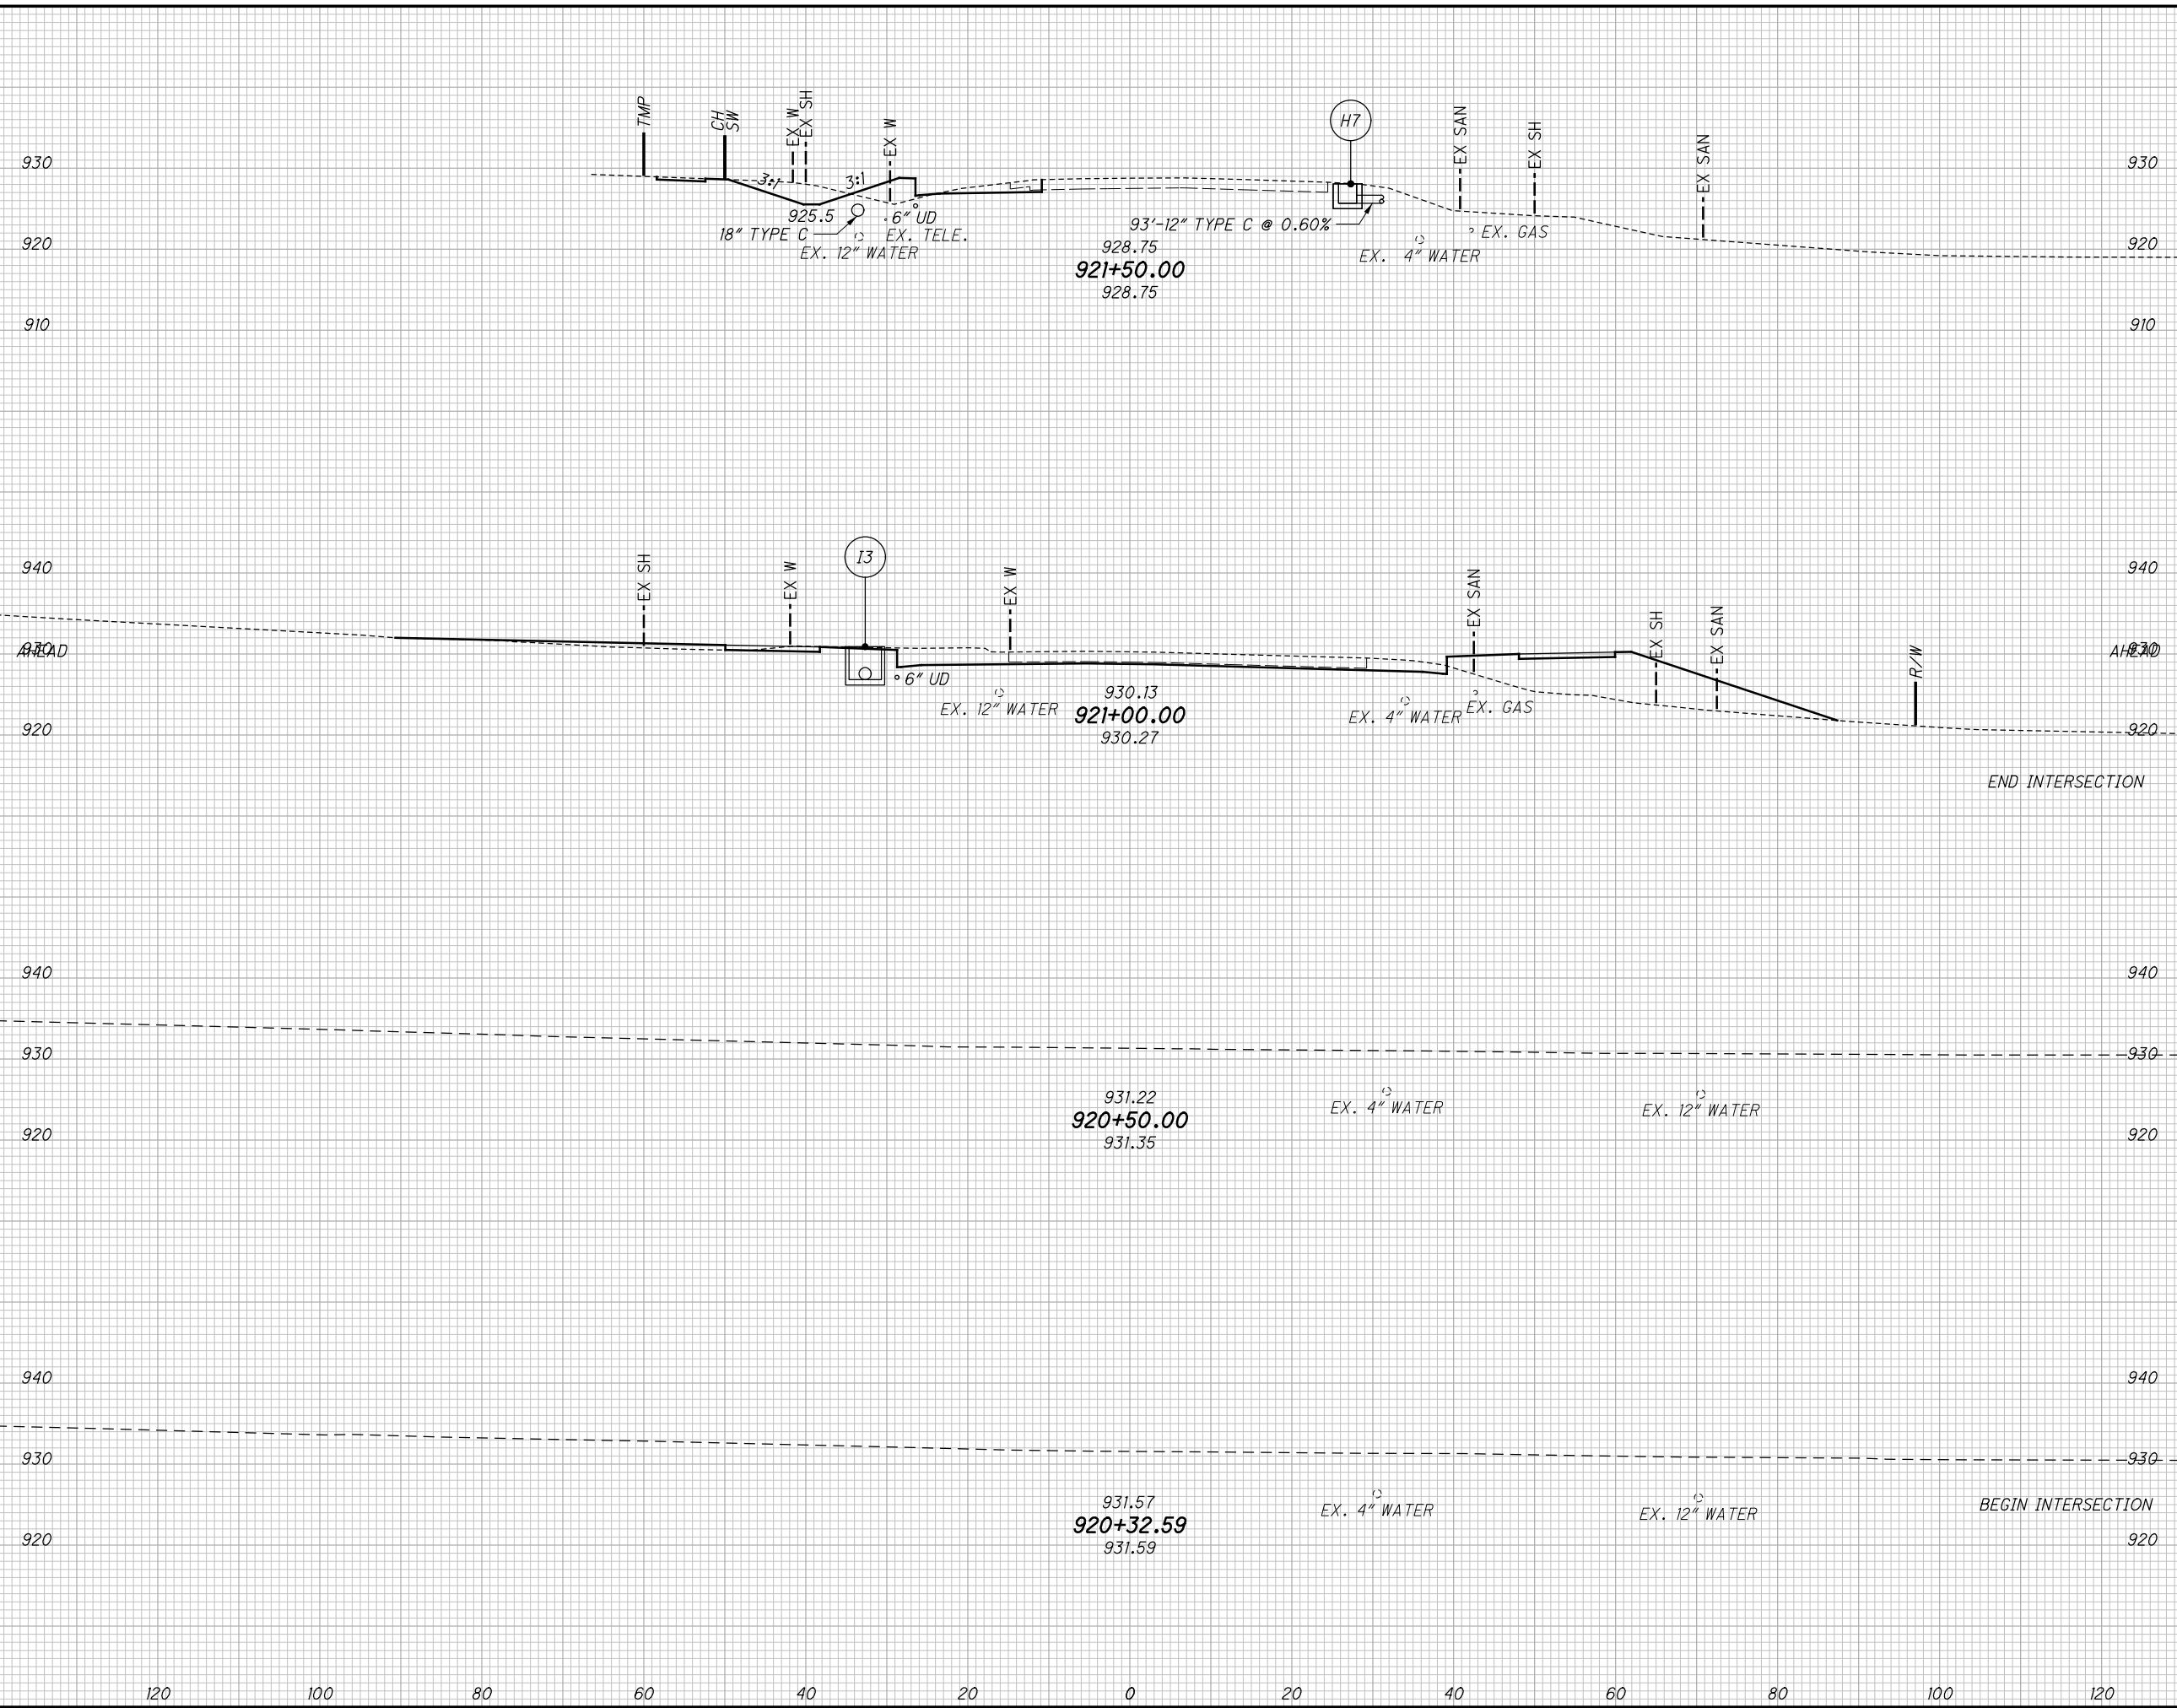 TMP
CH
SW
EX W
EX SH
EX W
H7
EX SAN
EX SH
EX SAN
930
930
3:1
3:1
925.5
6" UD
18" TYPE C
EX. TELE.
93'-12" TYPE C @ 0.60%
EX. GAS
920
920
EX. 12" WATER
928.75
EX. 4" WATER
921+50.00
928.75
910
910
I3
EX SH
EX W
EX W
EX SAN
EX SH
EX SAN
R/W
940
940
930
AHEAD
930
AHEAD
6" UD
930.13
EX. 12" WATER
921+00.00
EX. 4" WATER
EX. GAS
920
930.27
920
END INTERSECTION
940
940
930
930
931.22
EX. 4" WATER
EX. 12" WATER
920+50.00
920
931.35
920
940
940
930
930
931.57
EX. 4" WATER
EX. 12" WATER
BEGIN INTERSECTION
920+32.59
920
931.59
920
120 100 80 60 40 20 0 20 40 60 80 100 120